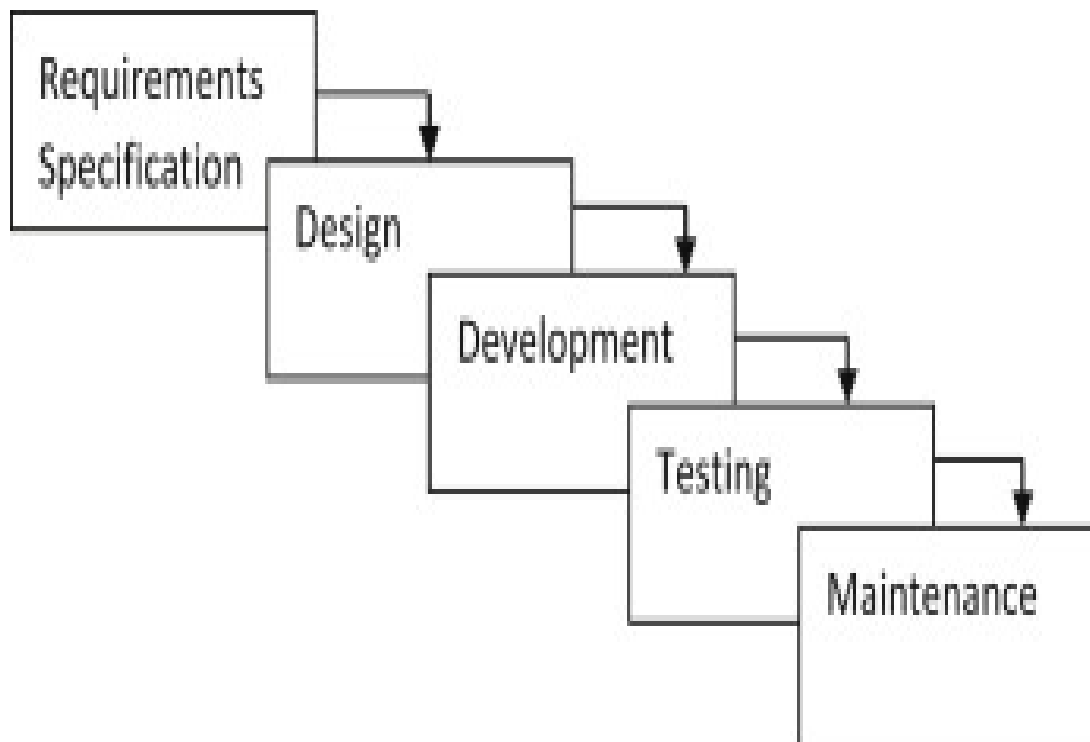 Requirements
Specification
Design
Development
Testing
Maintenance